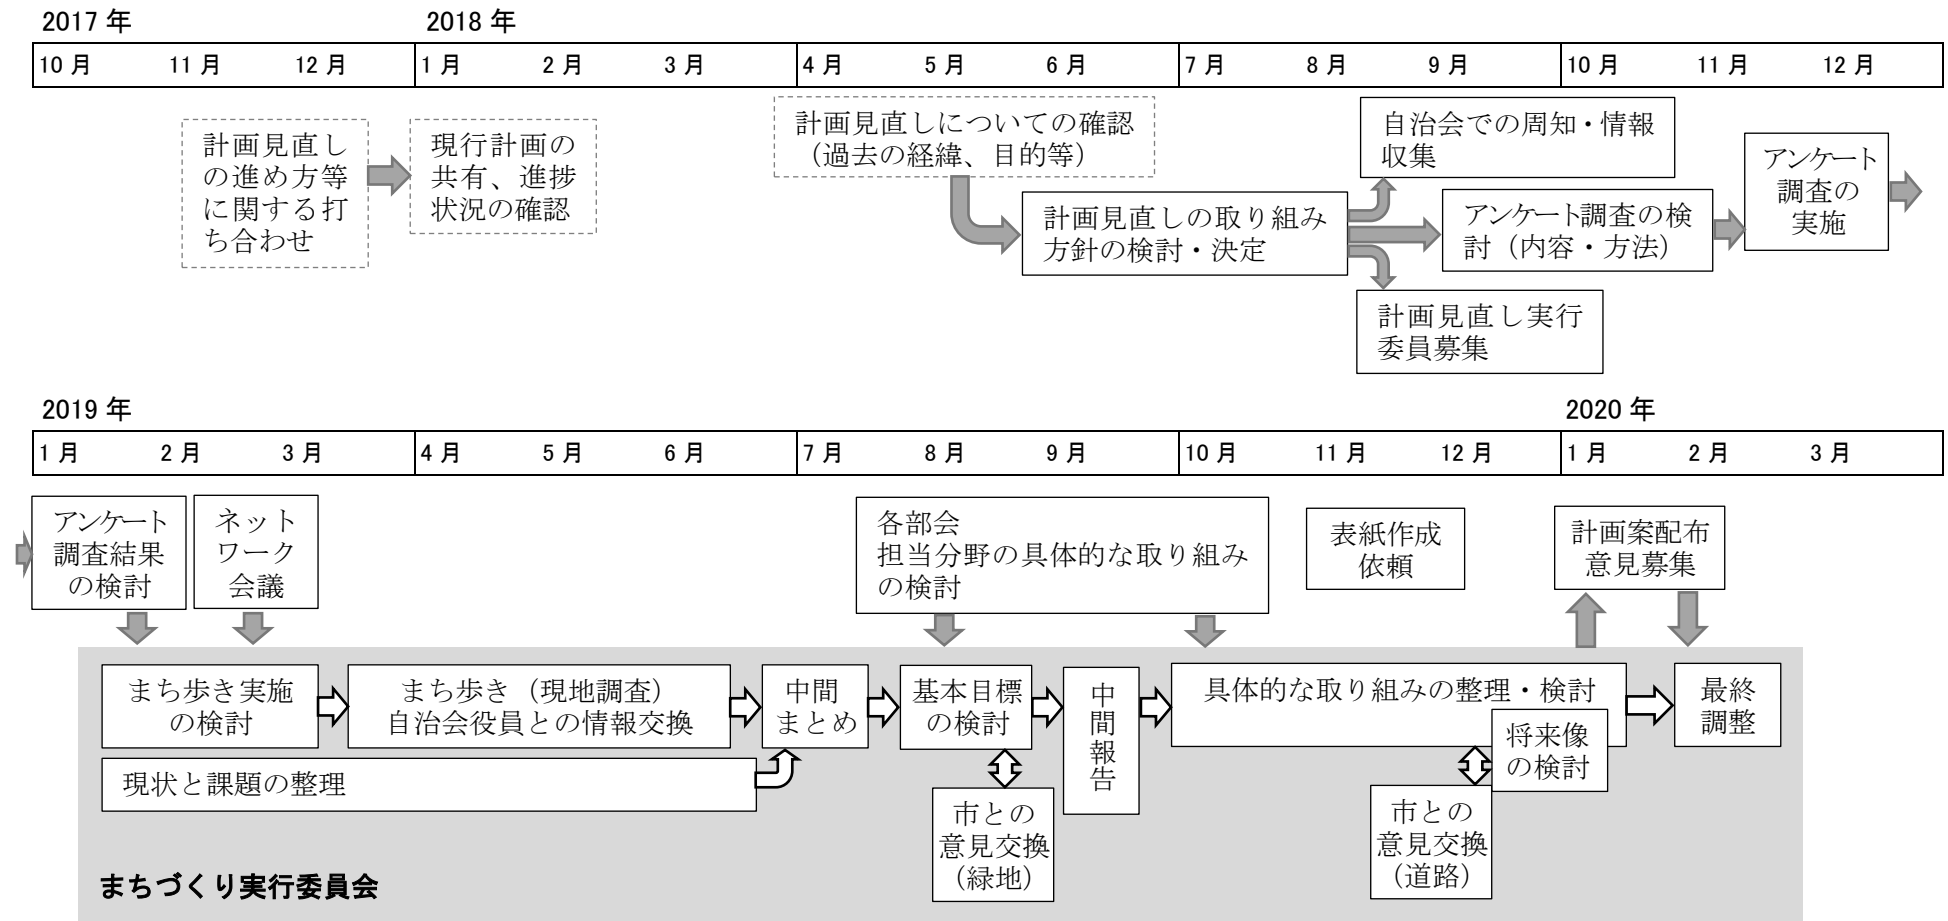 2017 年
2018 年
10 月 11 月 12 月 1 月 2 月 3 月 4 月 5 月 6 月 7 月 8 月 9 月 10 月 11 月 12 月
計画見直し
の進め方等
に関する打
ち合わせ
現行計画の
共有、進捗
状況の確認
計画見直しについての確認
（過去の経緯、目的等）
計画見直しの取り組み
方針の検討・決定
自治会での周知・情報
収集
アンケート調査の検
討（内容・方法）
計画見直し実行
委員募集
アンケート
調査の
実施
2019 年
2020 年
1 月 2 月 3 月 4 月 5 月 6 月 7 月 8 月 9 月 10 月 11 月 12 月 1 月 2 月 3 月
アンケート
調査結果
の検討
ネット
ワーク
会議
各部会
担当分野の具体的な取り組み
の検討
表紙作成
依頼
計画案配布
意見募集
まち歩き実施
の検討
まち歩き（現地調査）
自治会役員との情報交換
中間
まとめ
基本目標
の検討
中
間
報
告
具体的な取り組みの整理・検討
将来像
の検討
最終
調整
現状と課題の整理
市との
意見交換
（緑地）
市との
意見交換
（道路）
まちづくり実行委員会